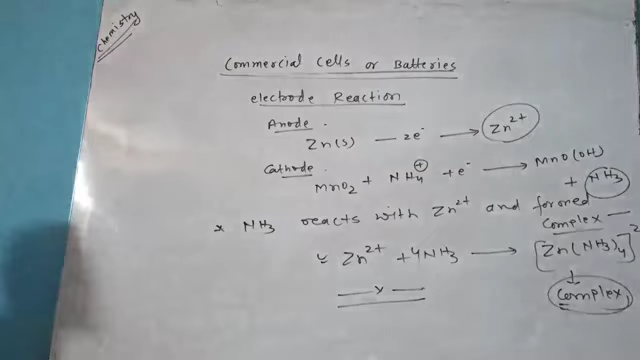 Chemistry
Commercial Cells or Batteries
electrode Reaction
Anode.
Zn(s) — 2e⁻ ⟶ Zn²⁺
Cathode.
MnO₂ + NH₄⁺ + e⁻ ⟶ MnO(OH)
+ NH₃
* NH₃ reacts with Zn²⁺ and foroned
Complex —
Zn²⁺ + 4NH₃ ⟶ [Zn(NH₃)₄]²
↓
Complex
— x —